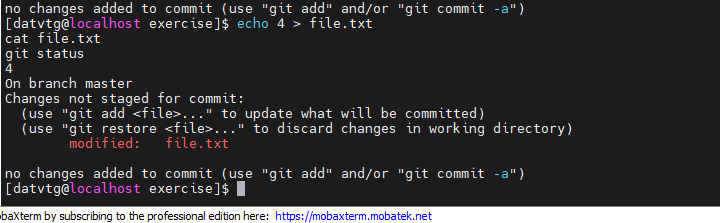 no changes added to commit (use "git add" and/or "git commit -a")
[datvtg@localhost exercise]$ echo 4 > file.txt
cat file.txt
git status
4
On branch master
Changes not staged for commit:
  (use "git add <file>..." to update what will be committed)
  (use "git restore <file>..." to discard changes in working directory)
        modified:   file.txt

no changes added to commit (use "git add" and/or "git commit -a")
[datvtg@localhost exercise]$
obaXterm by subscribing to the professional edition here: https://mobaxterm.mobatek.net